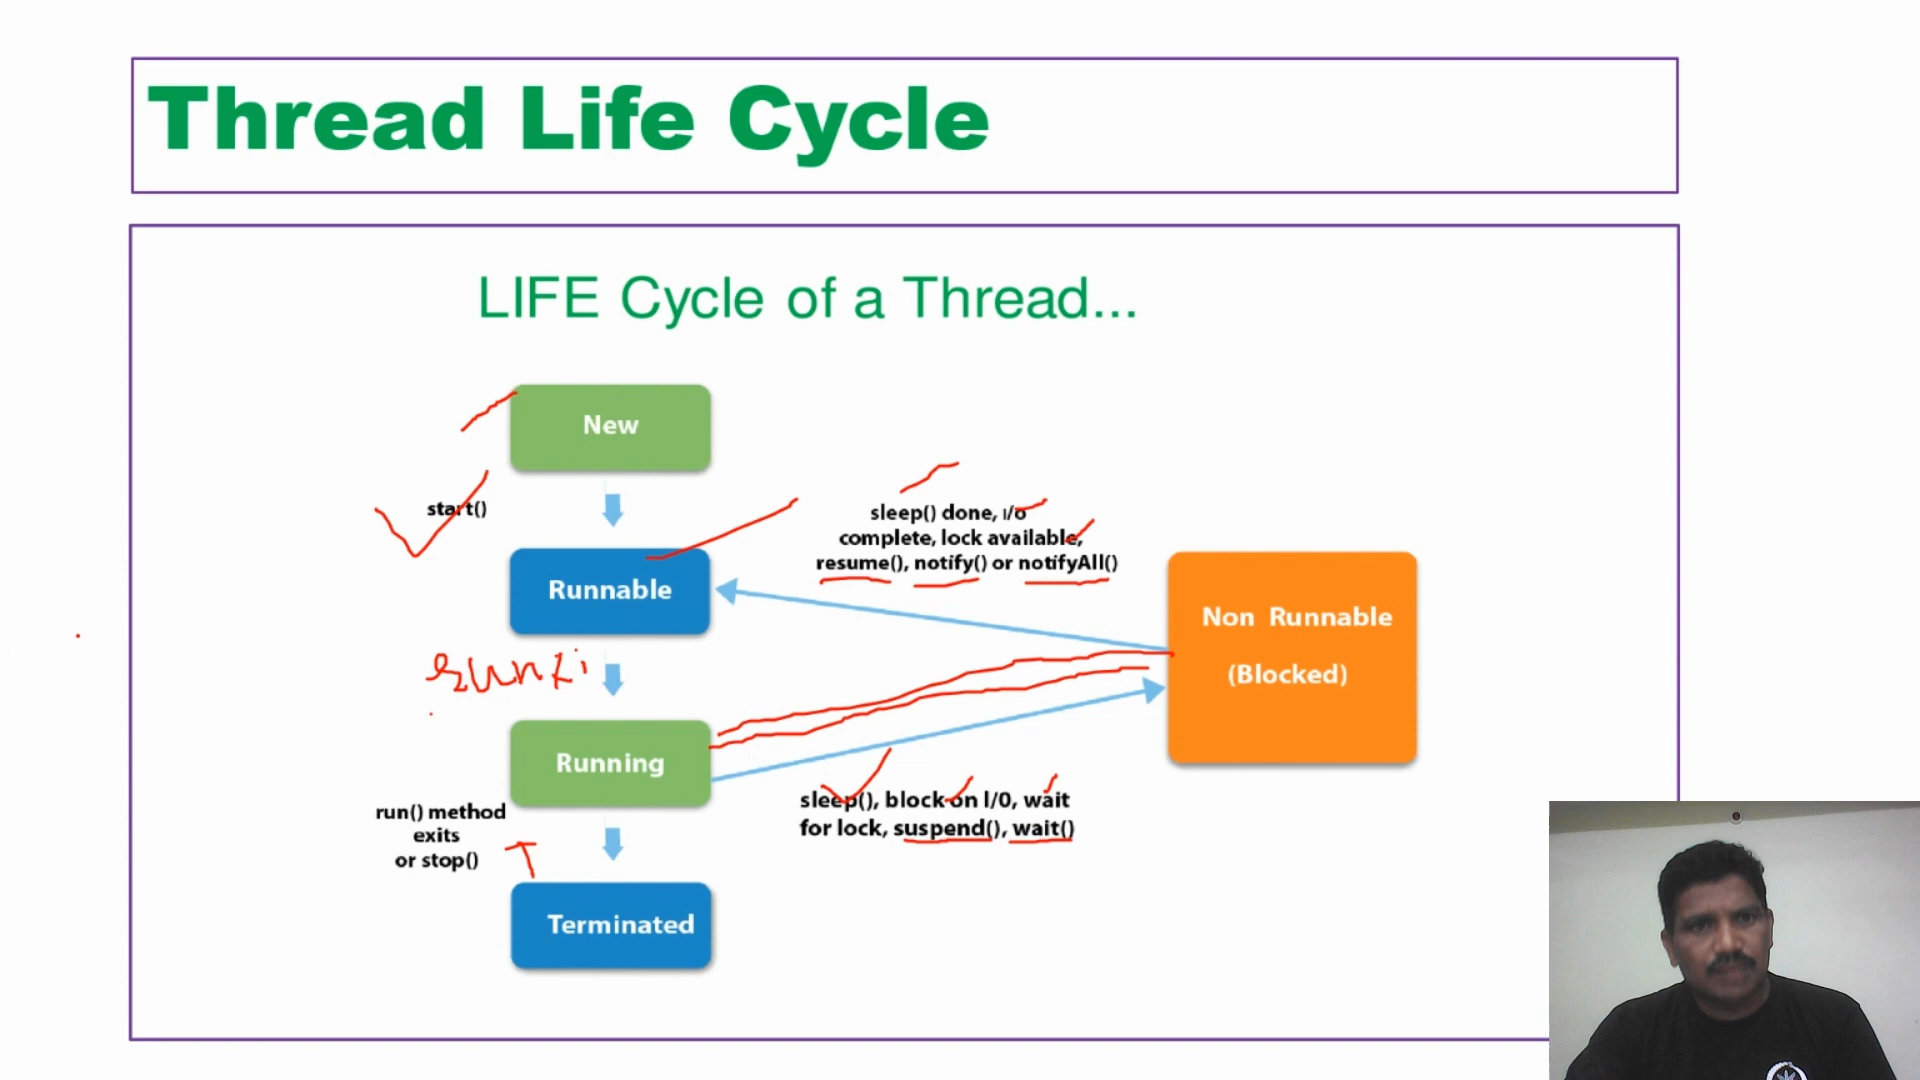 Thread Life Cycle
LIFE Cycle of a Thread...
New
start()
sleep() done, I/o
complete, lock available,
resume(), notify() or notifyAll()
Runnable
Non Runnable
(Blocked)
Running
sleep(), block on I/0, wait
for lock, suspend(), wait()
run() method
exits
or stop()
Terminated